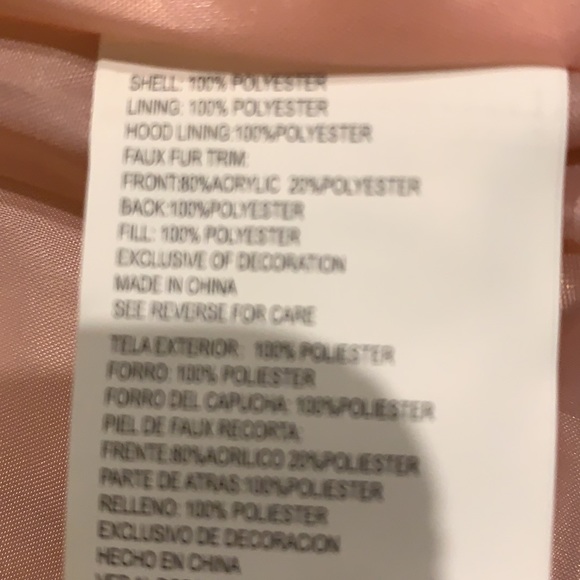 SHELL: 100% POLYESTER
LINING: 100% POLYESTER
HOOD LINING:100%POLYESTER
FAUX FUR TRIM:
FRONT:80%ACRYLIC 20%POLYESTER
BACK:100%POLYESTER
FILL: 100% POLYESTER
EXCLUSIVE OF DECORATION
MADE IN CHINA
SEE REVERSE FOR CARE
TELA EXTERIOR: 100% POLIESTER
FORRO: 100% POLIESTER
FORRO DEL CAPUCHA: 100%POLIESTER
PIEL DE FAUX RECORTA:
FRENTE:80%ACRILICO 20%POLIESTER
PARTE DE ATRAS:100%POLIESTER
RELLENO: 100% POLIESTER
EXCLUSIVO DE DECORACION
HECHO EN CHINA